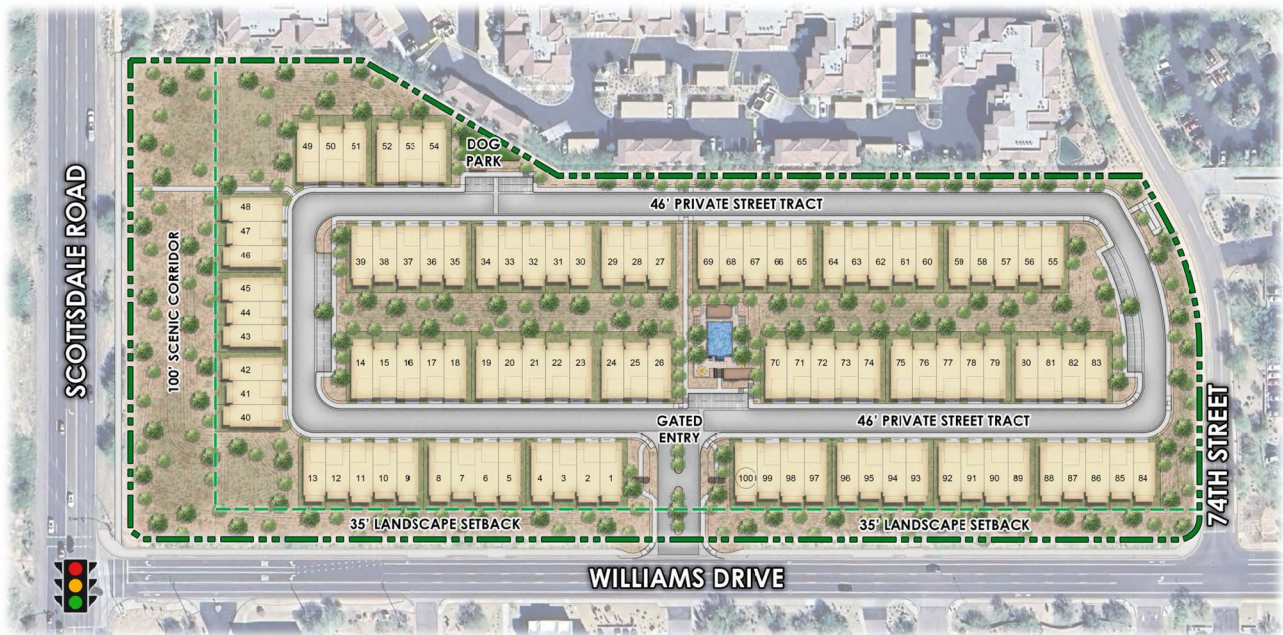 49 50 51 52 53 54
DOG
PARK
SCOTTSDALE ROAD
100' SCENIC CORRIDOR
48
47
46
45
44
43
42
41
40
46' PRIVATE STREET TRACT
39 38 37 36 35 34 33 32 31 30 29 28 27
69 68 67 66 65 64 63 62 61 60 59 58 57 56 55
14 15 16 17 18 19 20 21 22 23 24 25 26
70 71 72 73 74 75 76 77 78 79 80 81 82 83
GATED
ENTRY
46' PRIVATE STREET TRACT
13 12 11 10 9 8 7 6 5 4 3 2 1
100 99 98 97 96 95 94 93 92 91 90 89 88 87 86 85 84
35' LANDSCAPE SETBACK
35' LANDSCAPE SETBACK
74TH STREET
WILLIAMS DRIVE